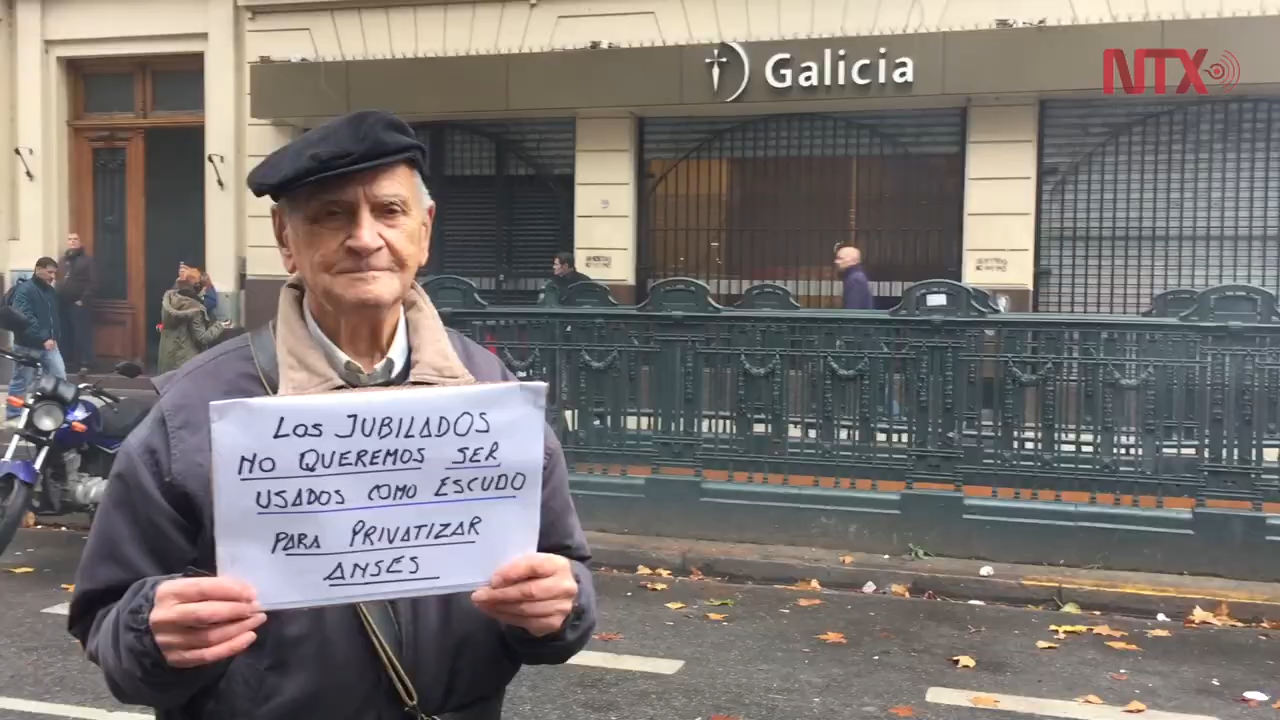 Galicia
NTX
Los JUBILADOS
NO QUEREMOS SER
USADOS COMO ESCUDO
PARA PRIVATIZAR
ANSES